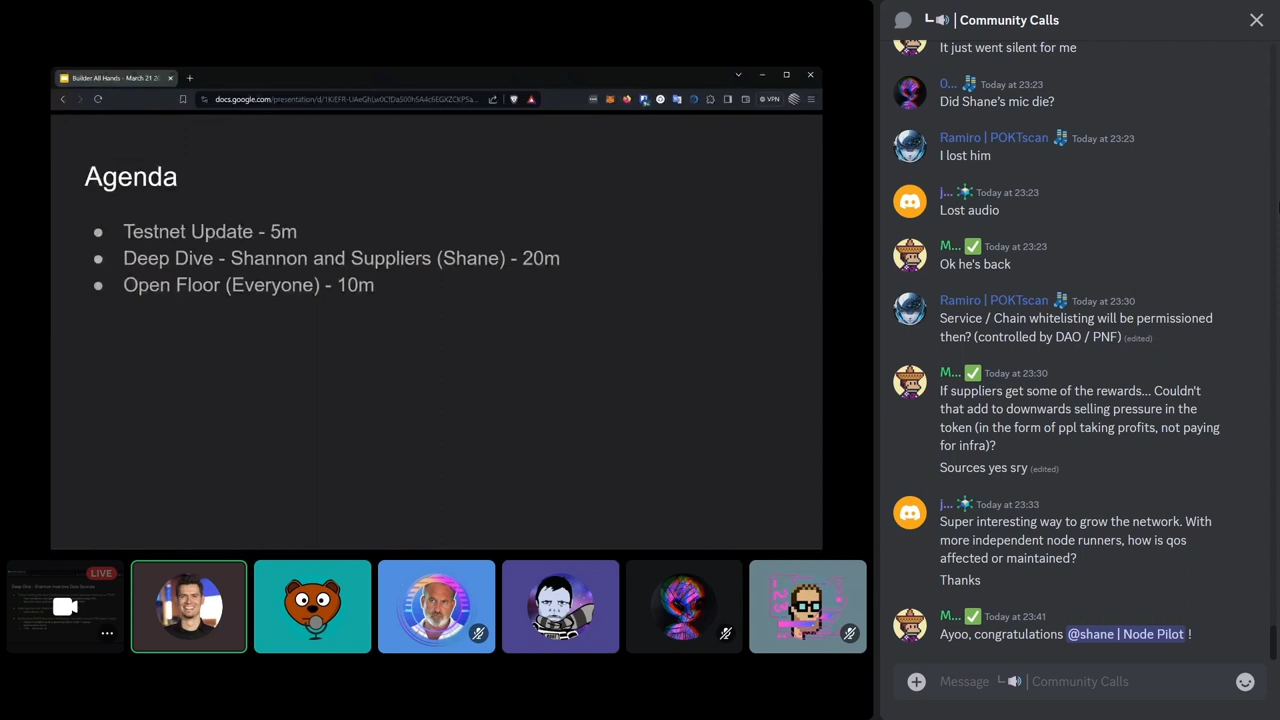 Builder All Hands - March 21 20
docs.google.com/presentation/d/1KiEFR-UAeGhLw0CfDaS00h5A4c6EGXZCKPSa...
VPN
Agenda
● Testnet Update - 5m
● Deep Dive - Shannon and Suppliers (Shane) - 20m
● Open Floor (Everyone) - 10m
LIVE
Community Calls
It just went silent for me
0... Today at 23:23
Did Shane's mic die?
Ramiro | POKTscan Today at 23:23
I lost him
j... Today at 23:23
Lost audio
M... Today at 23:23
Ok he's back
Ramiro | POKTscan Today at 23:30
Service / Chain whitelisting will be permissioned
then? (controlled by DAO / PNF) (edited)
M... Today at 23:30
If suppliers get some of the rewards... Couldn't
that add to downwards selling pressure in the
token (in the form of ppl taking profits, not paying
for infra)?
Sources yes sry (edited)
j... Today at 23:33
Super interesting way to grow the network. With
more independent node runners, how is qos
affected or maintained?
Thanks
M... Today at 23:41
Ayoo, congratulations @shane | Node Pilot !
Message Community Calls